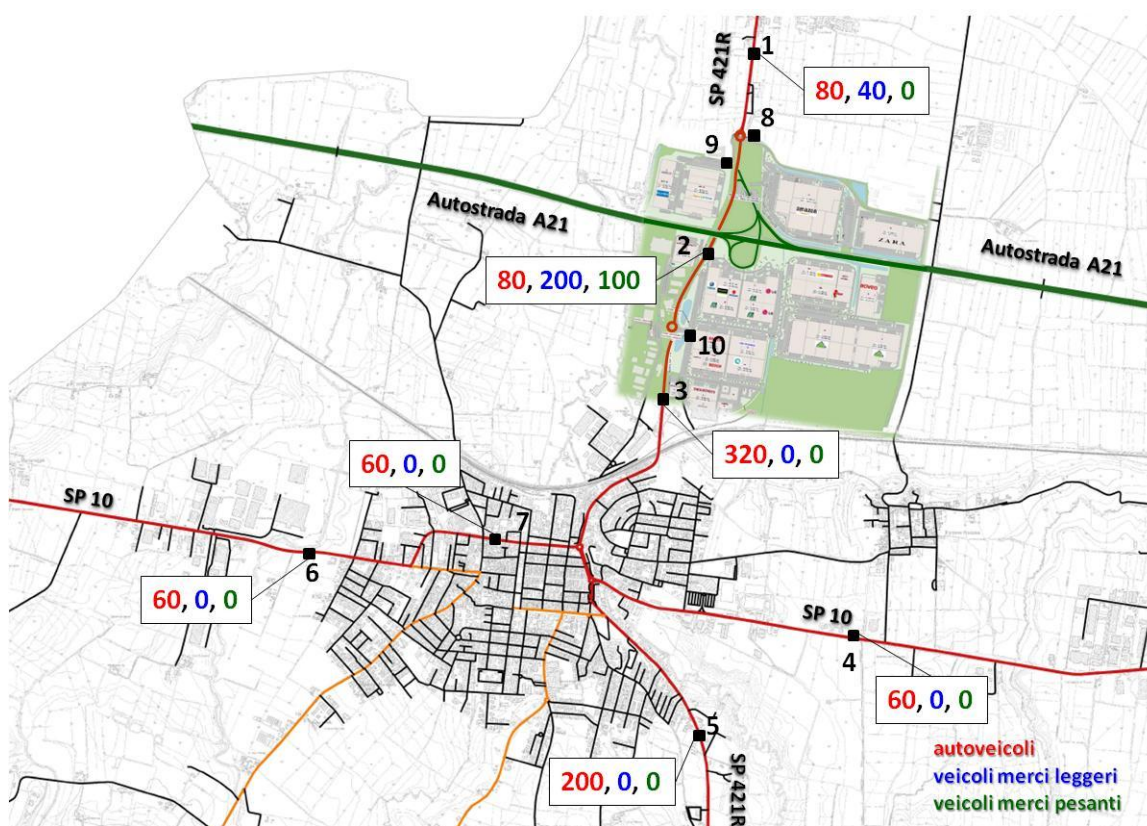 SP 421R
1
80, 40, 0
8
9
Autostrada A21
2
ZARA
Autostrada A21
80, 200, 100
10
3
60, 0, 0
320, 0, 0
SP 10
7
6
60, 0, 0
SP 10
4
60, 0, 0
5
200, 0, 0
SP 421R
autoveicoli
veicoli merci leggeri
veicoli merci pesanti